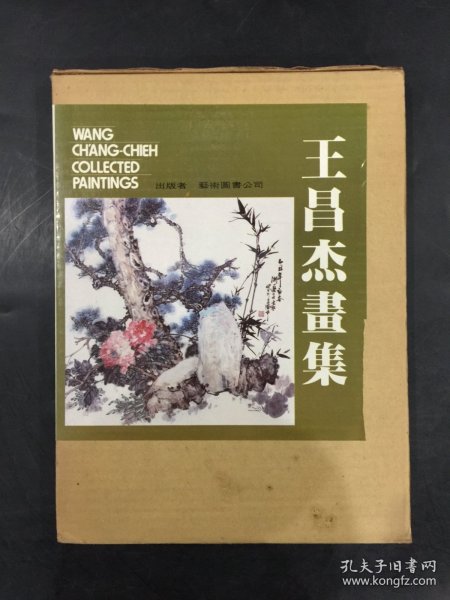 WANG
CH'ANG-CHIEH
COLLECTED
PAINTINGS
出版者 藝術圖書公司
王昌杰畫集
孔夫子旧书网
www.kongfz.com